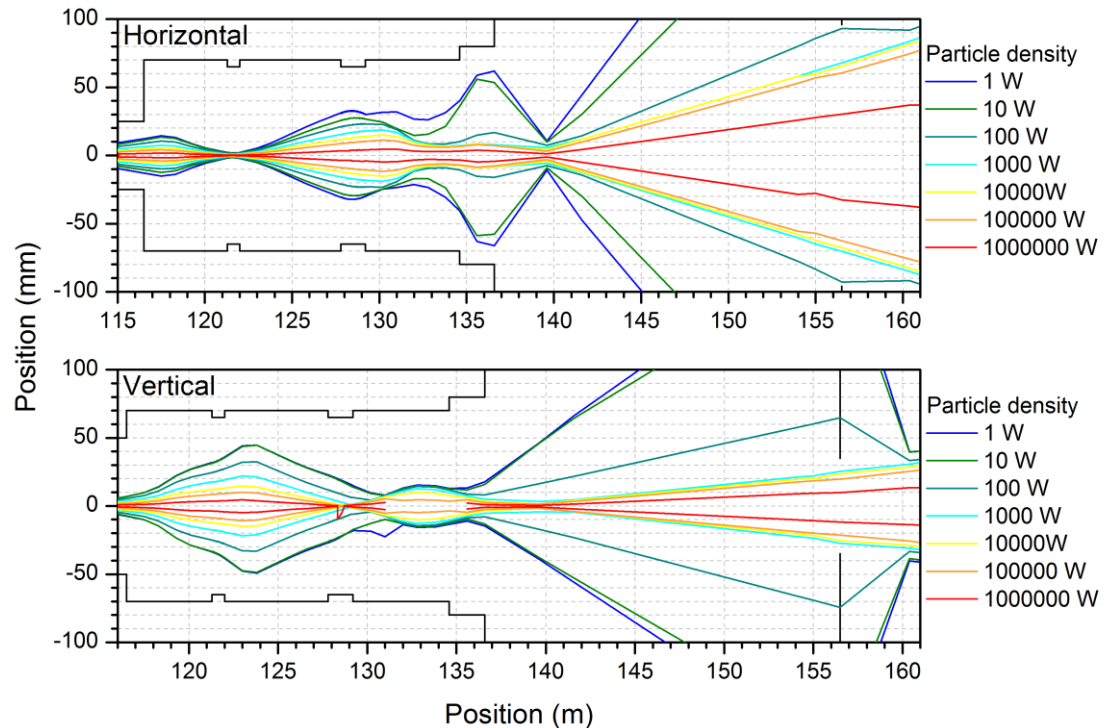 Horizontal
100
50
0
-50
-100
115 120 125 130 135 140 145 150 155 160
Particle density
1 W
10 W
100 W
1000 W
10000W
100000 W
1000000 W
Position (mm)
Vertical
100
50
0
-50
-100
120 125 130 135 140 145 150 155 160
Particle density
1 W
10 W
100 W
1000 W
10000W
100000 W
1000000 W
Position (m)